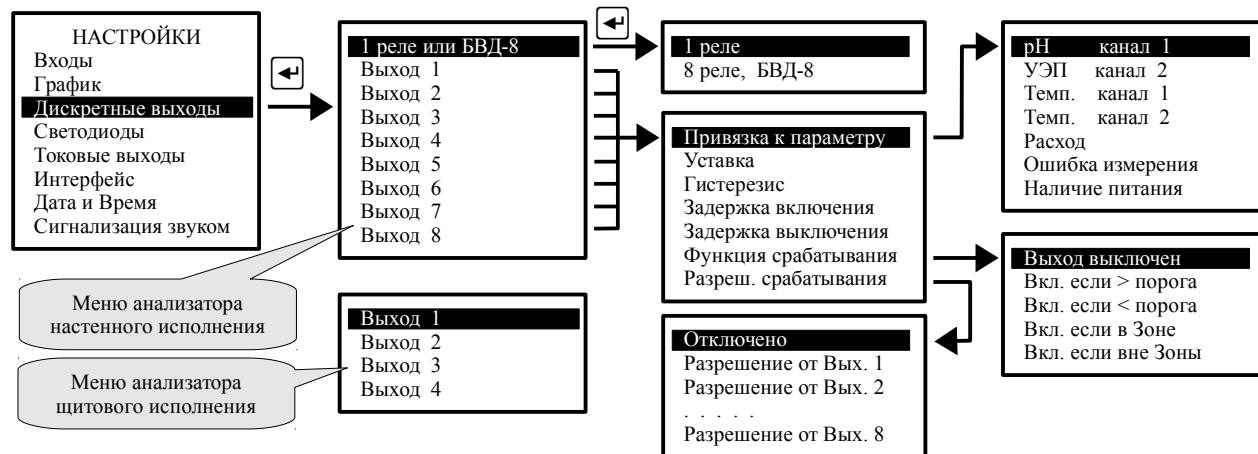 НАСТРОЙКИ
Входы
График
Дискретные выходы
Светодиоды
Токовые выходы
Интерфейс
Дата и Время
Сигнализация звуком
1 реле или БВД-8
Выход 1
Выход 2
Выход 3
Выход 4
Выход 5
Выход 6
Выход 7
Выход 8
1 реле
8 реле, БВД-8
Привязка к параметру
Уставка
Гистерезис
Задержка включения
Задержка выключения
Функция срабатывания
Разреш. срабатывания
рН канал 1
УЭП канал 2
Темп. канал 1
Темп. канал 2
Расход
Ошибка измерения
Наличие питания
Выход выключен
Вкл. если > порога
Вкл. если < порога
Вкл. если в Зоне
Вкл. если вне Зоны
Меню анализатора
настенного исполнения
Выход 1
Выход 2
Выход 3
Выход 4
Меню анализатора
щитового исполнения
Отключено
Разрешение от Вых. 1
Разрешение от Вых. 2
. . . . .
Разрешение от Вых. 8